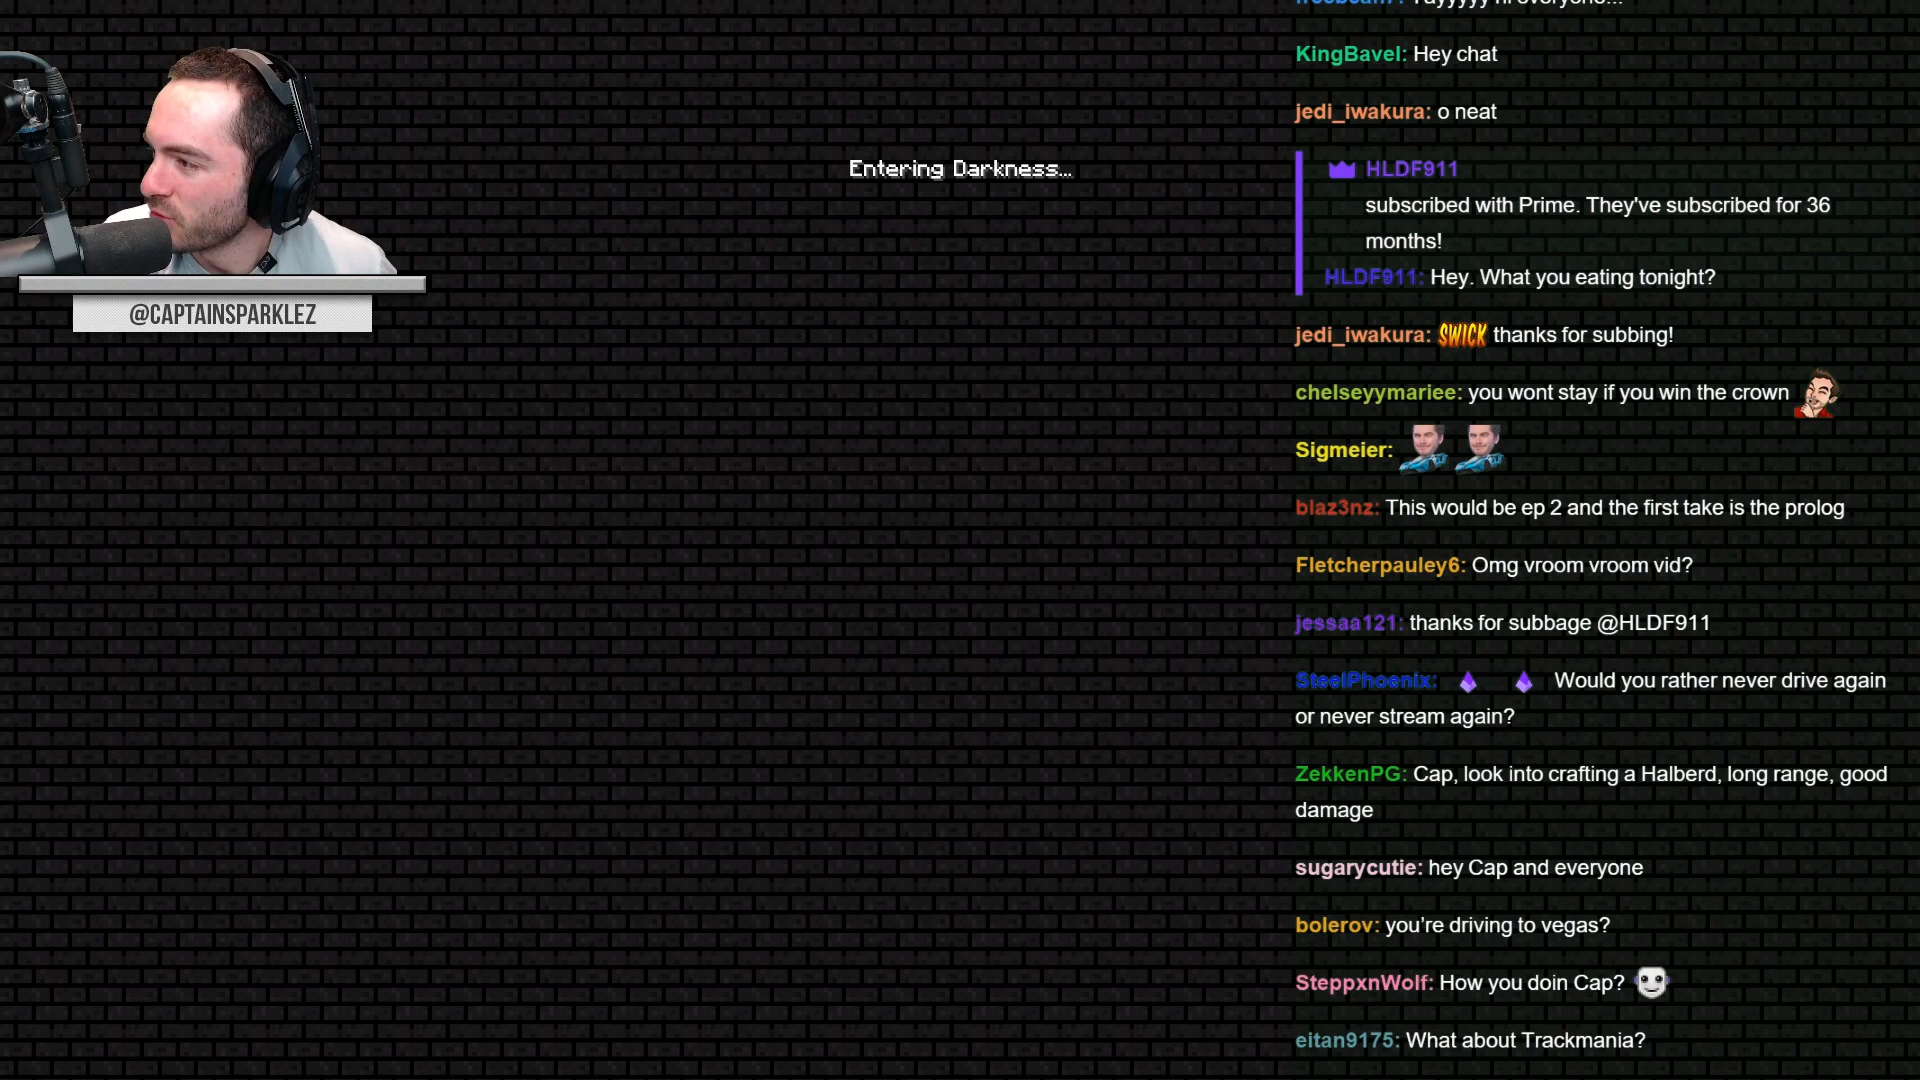 KingBavel: Hey chat
jedi_iwakura: o neat
Entering Darkness...
HLDF911
subscribed with Prime. They've subscribed for 36
months!
HLDF911: Hey. What you eating tonight?
@CAPTAINSPARKLEZ
jedi_iwakura: SWICK thanks for subbing!
chelseyymariee: you wont stay if you win the crown
Sigmeier:
blaz3nz: This would be ep 2 and the first take is the prolog
Fletcherpauley6: Omg vroom vroom vid?
jessaa121: thanks for subbage @HLDF911
SteelPhoenix: Would you rather never drive again
or never stream again?
ZekkenPG: Cap, look into crafting a Halberd, long range, good
damage
sugarycutie: hey Cap and everyone
bolerov: you're driving to vegas?
SteppxnWolf: How you doin Cap?
eitan9175: What about Trackmania?